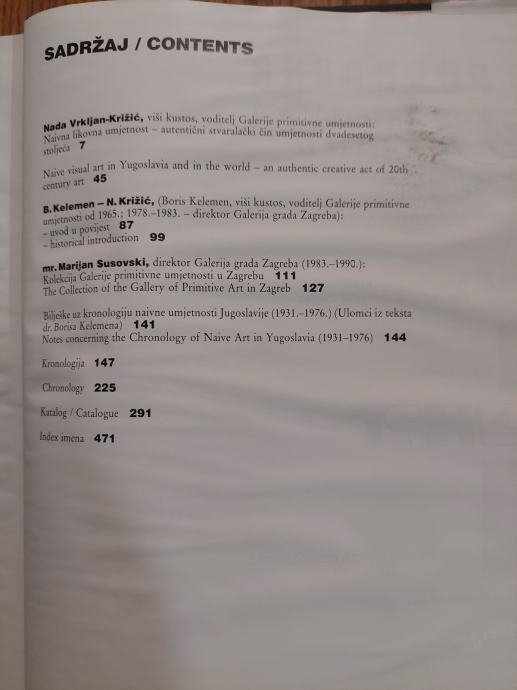 SADRŽAJ / CONTENTS
Nada Vrkljan-Križić, viši kustos, voditelj Galerije primitivne umjetnosti:
Naivna likovna umjetnost – autentični stvaralački čin umjetnosti dvadesetog
stoljeća 7
Naive visual art in Yugoslavia and in the world – an authentic creative act of 20th
century art 45
B. Kelemen – N. Križić, (Boris Kelemen, viši kustos, voditelj Galerije primitivne
umjetnosti od 1965.; 1978.–1983. – direktor Galerija grada Zagreba):
– uvod u povijest 87
– historical introduction 99
mr. Marijan Susovski, direktor Galerija grada Zagreba (1983.–1990.):
Kolekcija Galerije primitivne umjetnosti u Zagrebu 111
The Collection of the Gallery of Primitive Art in Zagreb 127
Bilješke uz kronologiju naivne umjetnosti Jugoslavije (1931.–1976.) (Ulomci iz teksta
dr. Borisa Kelemena) 141
Notes concerning the Chronology of Naive Art in Yugoslavia (1931–1976) 144
Kronologija 147
Chronology 225
Katalog / Catalogue 291
Index imena 471